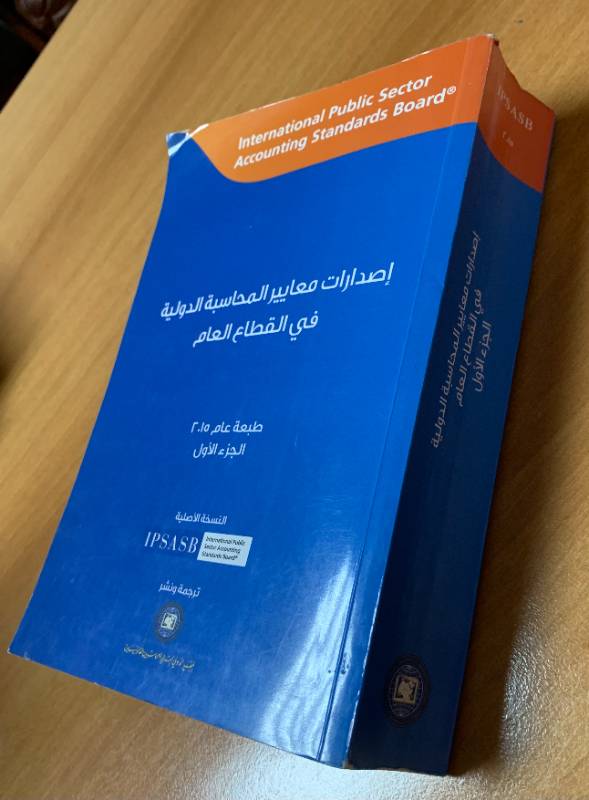 International Public Sector
Accounting Standards Board®
إصدارات معايير المحاسبة الدولية
في القطاع العام
طبعة عام ٢٠١٥
الجزء الأول
النسخة الأصلية
IPSASB
International Public
Sector Accounting
Standards Board®
ترجمة ونشر
IPSASB
إصدارات معايير المحاسبة الدولية
في القطاع العام
الجزء الأول